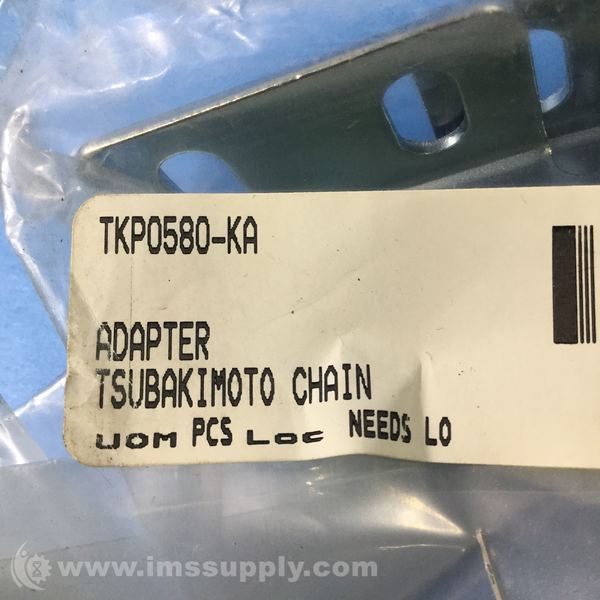 TKP0580-KA
ADAPTER
TSUBAKIMOTO CHAIN
UOM PCS Loc NEEDS LO
www.imssupply.com